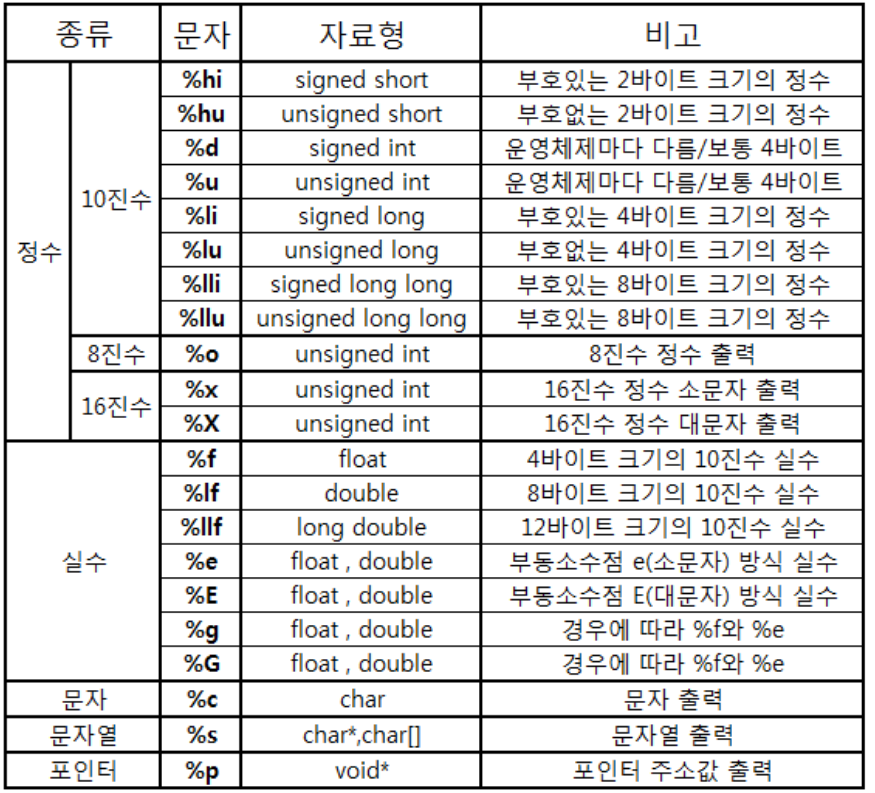 종류 문자 자료형 비고
정수 10진수 %hi signed short 부호있는 2바이트 크기의 정수
%hu unsigned short 부호없는 2바이트 크기의 정수
%d signed int 운영체제마다 다름/보통 4바이트
%u unsigned int 운영체제마다 다름/보통 4바이트
%li signed long 부호있는 4바이트 크기의 정수
%lu unsigned long 부호없는 4바이트 크기의 정수
%lli signed long long 부호있는 8바이트 크기의 정수
%llu unsigned long long 부호있는 8바이트 크기의 정수
8진수 %o unsigned int 8진수 정수 출력
16진수 %x unsigned int 16진수 정수 소문자 출력
%X unsigned int 16진수 정수 대문자 출력
실수 %f float 4바이트 크기의 10진수 실수
%lf double 8바이트 크기의 10진수 실수
%llf long double 12바이트 크기의 10진수 실수
%e float , double 부동소수점 e(소문자) 방식 실수
%E float , double 부동소수점 E(대문자) 방식 실수
%g float , double 경우에 따라 %f와 %e
%G float , double 경우에 따라 %f와 %e
문자 %c char 문자 출력
문자열 %s char*,char[] 문자열 출력
포인터 %p void* 포인터 주소값 출력